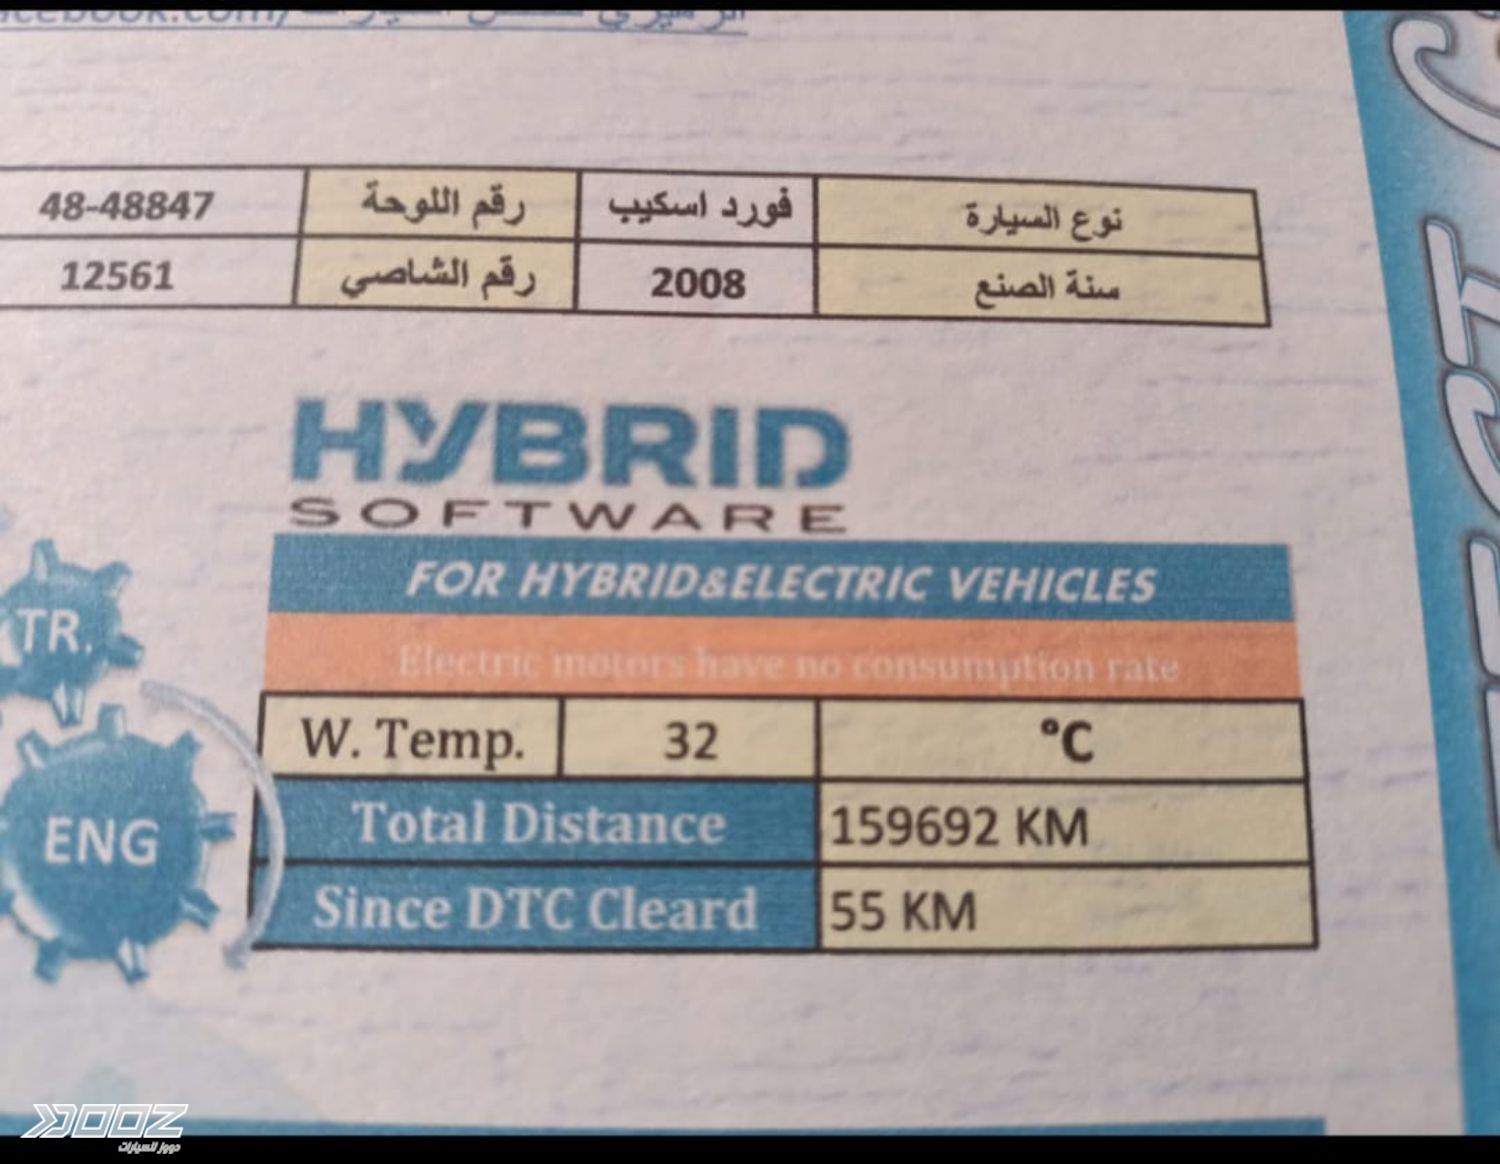 نوع السيارة فورد اسكيب رقم اللوحة 48-48847
سنة الصنع 2008 رقم الشاصي 12561
HYBRID
SOFTWARE
FOR HYBRID&ELECTRIC VEHICLES
Electric motors have no consumption rate
TR.
W. Temp. 32 °C
ENG
Total Distance 159692 KM
Since DTC Cleard 55 KM
DOOZ
دووز للسيارات